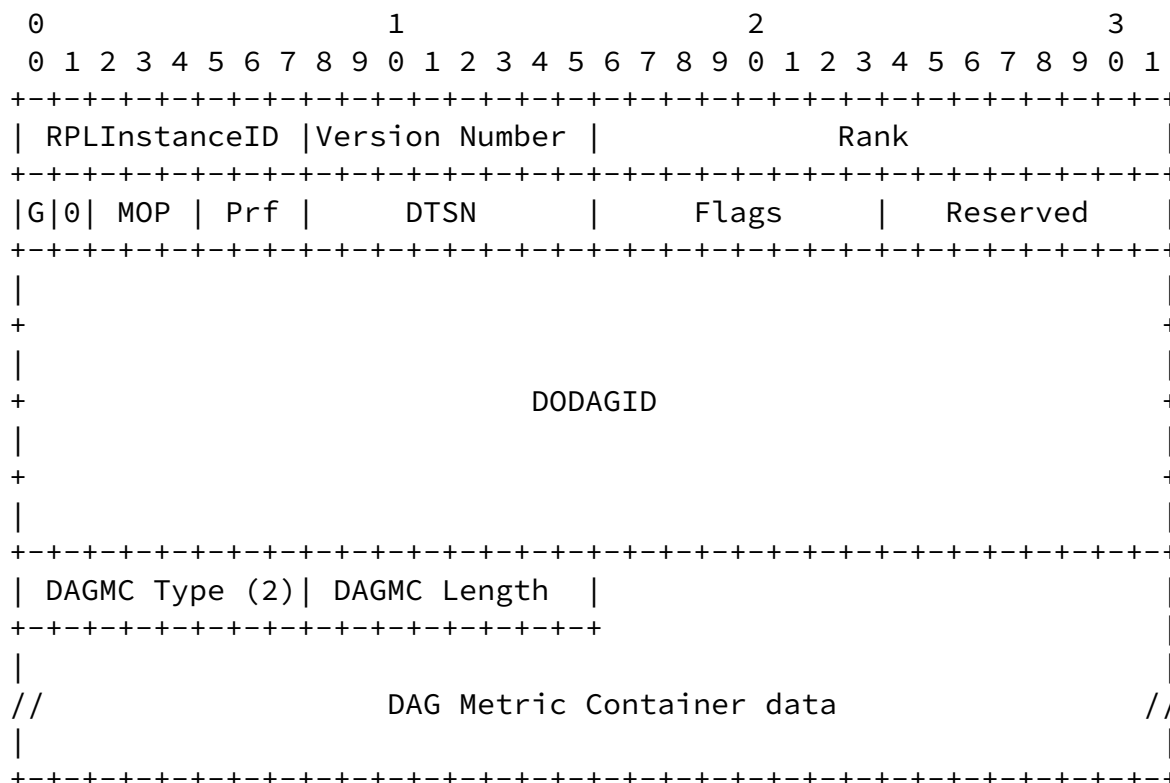 0                   1                   2                   3
 0 1 2 3 4 5 6 7 8 9 0 1 2 3 4 5 6 7 8 9 0 1 2 3 4 5 6 7 8 9 0 1
+-+-+-+-+-+-+-+-+-+-+-+-+-+-+-+-+-+-+-+-+-+-+-+-+-+-+-+-+-+-+-+-+
| RPLInstanceID |Version Number |             Rank              |
+-+-+-+-+-+-+-+-+-+-+-+-+-+-+-+-+-+-+-+-+-+-+-+-+-+-+-+-+-+-+-+-+
|G|0| MOP | Prf |     DTSN      |     Flags     |   Reserved    |
+-+-+-+-+-+-+-+-+-+-+-+-+-+-+-+-+-+-+-+-+-+-+-+-+-+-+-+-+-+-+-+-+
|                                                               |
+                                                               +
|                                                               |
+                            DODAGID                            +
|                                                               |
+                                                               +
|                                                               |
+-+-+-+-+-+-+-+-+-+-+-+-+-+-+-+-+-+-+-+-+-+-+-+-+-+-+-+-+-+-+-+-+
| DAGMC Type (2)| DAGMC Length  |                               |
+-+-+-+-+-+-+-+-+-+-+-+-+-+-+-+-+                               |
|                                                               |
//                   DAG Metric Container data                 //
|                                                               |
+-+-+-+-+-+-+-+-+-+-+-+-+-+-+-+-+-+-+-+-+-+-+-+-+-+-+-+-+-+-+-+-+